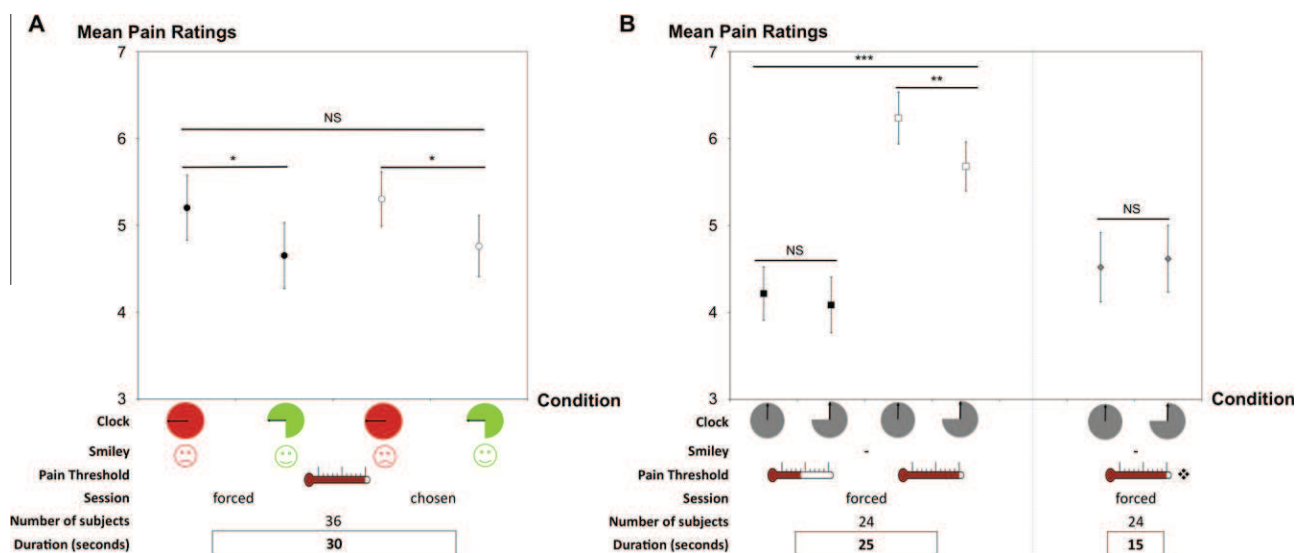 A
Mean Pain Ratings
7
6
5
4
3
NS
*
*
Condition
Clock
Smiley
Pain Threshold
Session
forced
chosen
Number of subjects
36
Duration (seconds)
30
B
Mean Pain Ratings
7
6
5
4
3
***
**
NS
NS
Condition
Clock
Smiley
-
-
Pain Threshold
Session
forced
forced
Number of subjects
24
24
Duration (seconds)
25
15